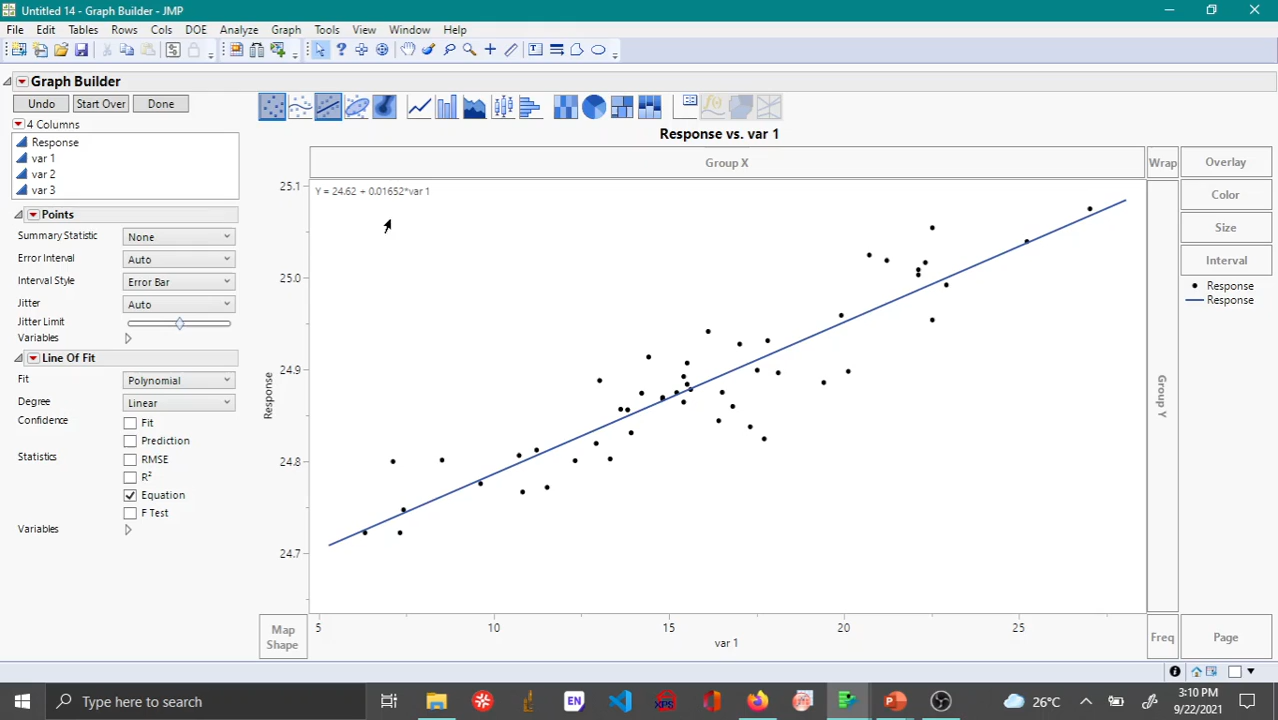 Untitled 14 - Graph Builder - JMP
File Edit Tables Rows Cols DOE Analyze Graph Tools View Window Help
Graph Builder
Undo Start Over Done
4 Columns
Response
var 1
var 2
var 3
Points
Summary Statistic None
Error Interval Auto
Interval Style Error Bar
Jitter Auto
Jitter Limit
Variables
Line Of Fit
Fit Polynomial
Degree Linear
Confidence Fit
Prediction
Statistics RMSE
R²
Equation
F Test
Variables
Response vs. var 1
Group X
Wrap
Overlay
Color
Size
Interval
Response
Response
Y = 24.62 + 0.01652*var 1
25.1
25.0
24.9
24.8
24.7
Response
Group Y
Map Shape
5 10 15 20 25
var 1
Freq
Page
Type here to search
EN
XPS
26°C
3:10 PM
9/22/2021